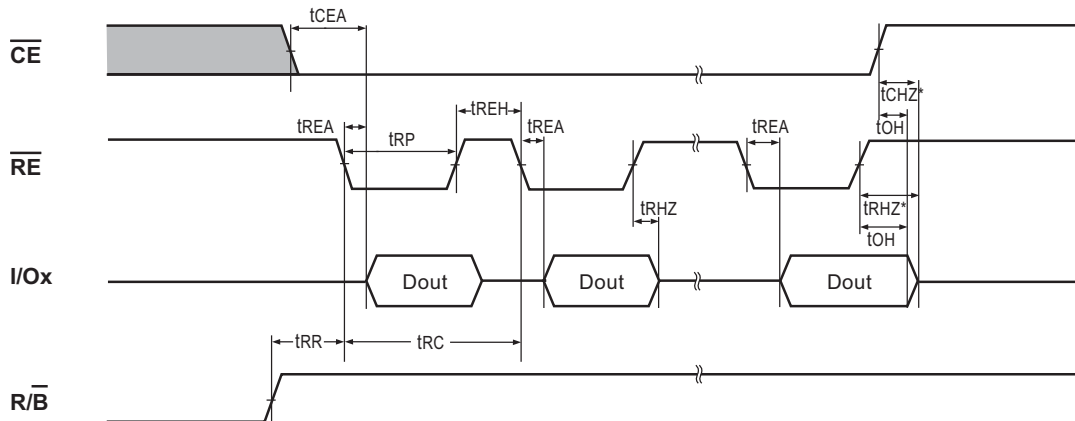 tCEA
CE
tCHZ*
tREH
tREA
tREA
tREA
tOH
tRP
RE
tRHZ
tRHZ*
tOH
I/Ox
Dout
Dout
Dout
tRR
tRC
R/B